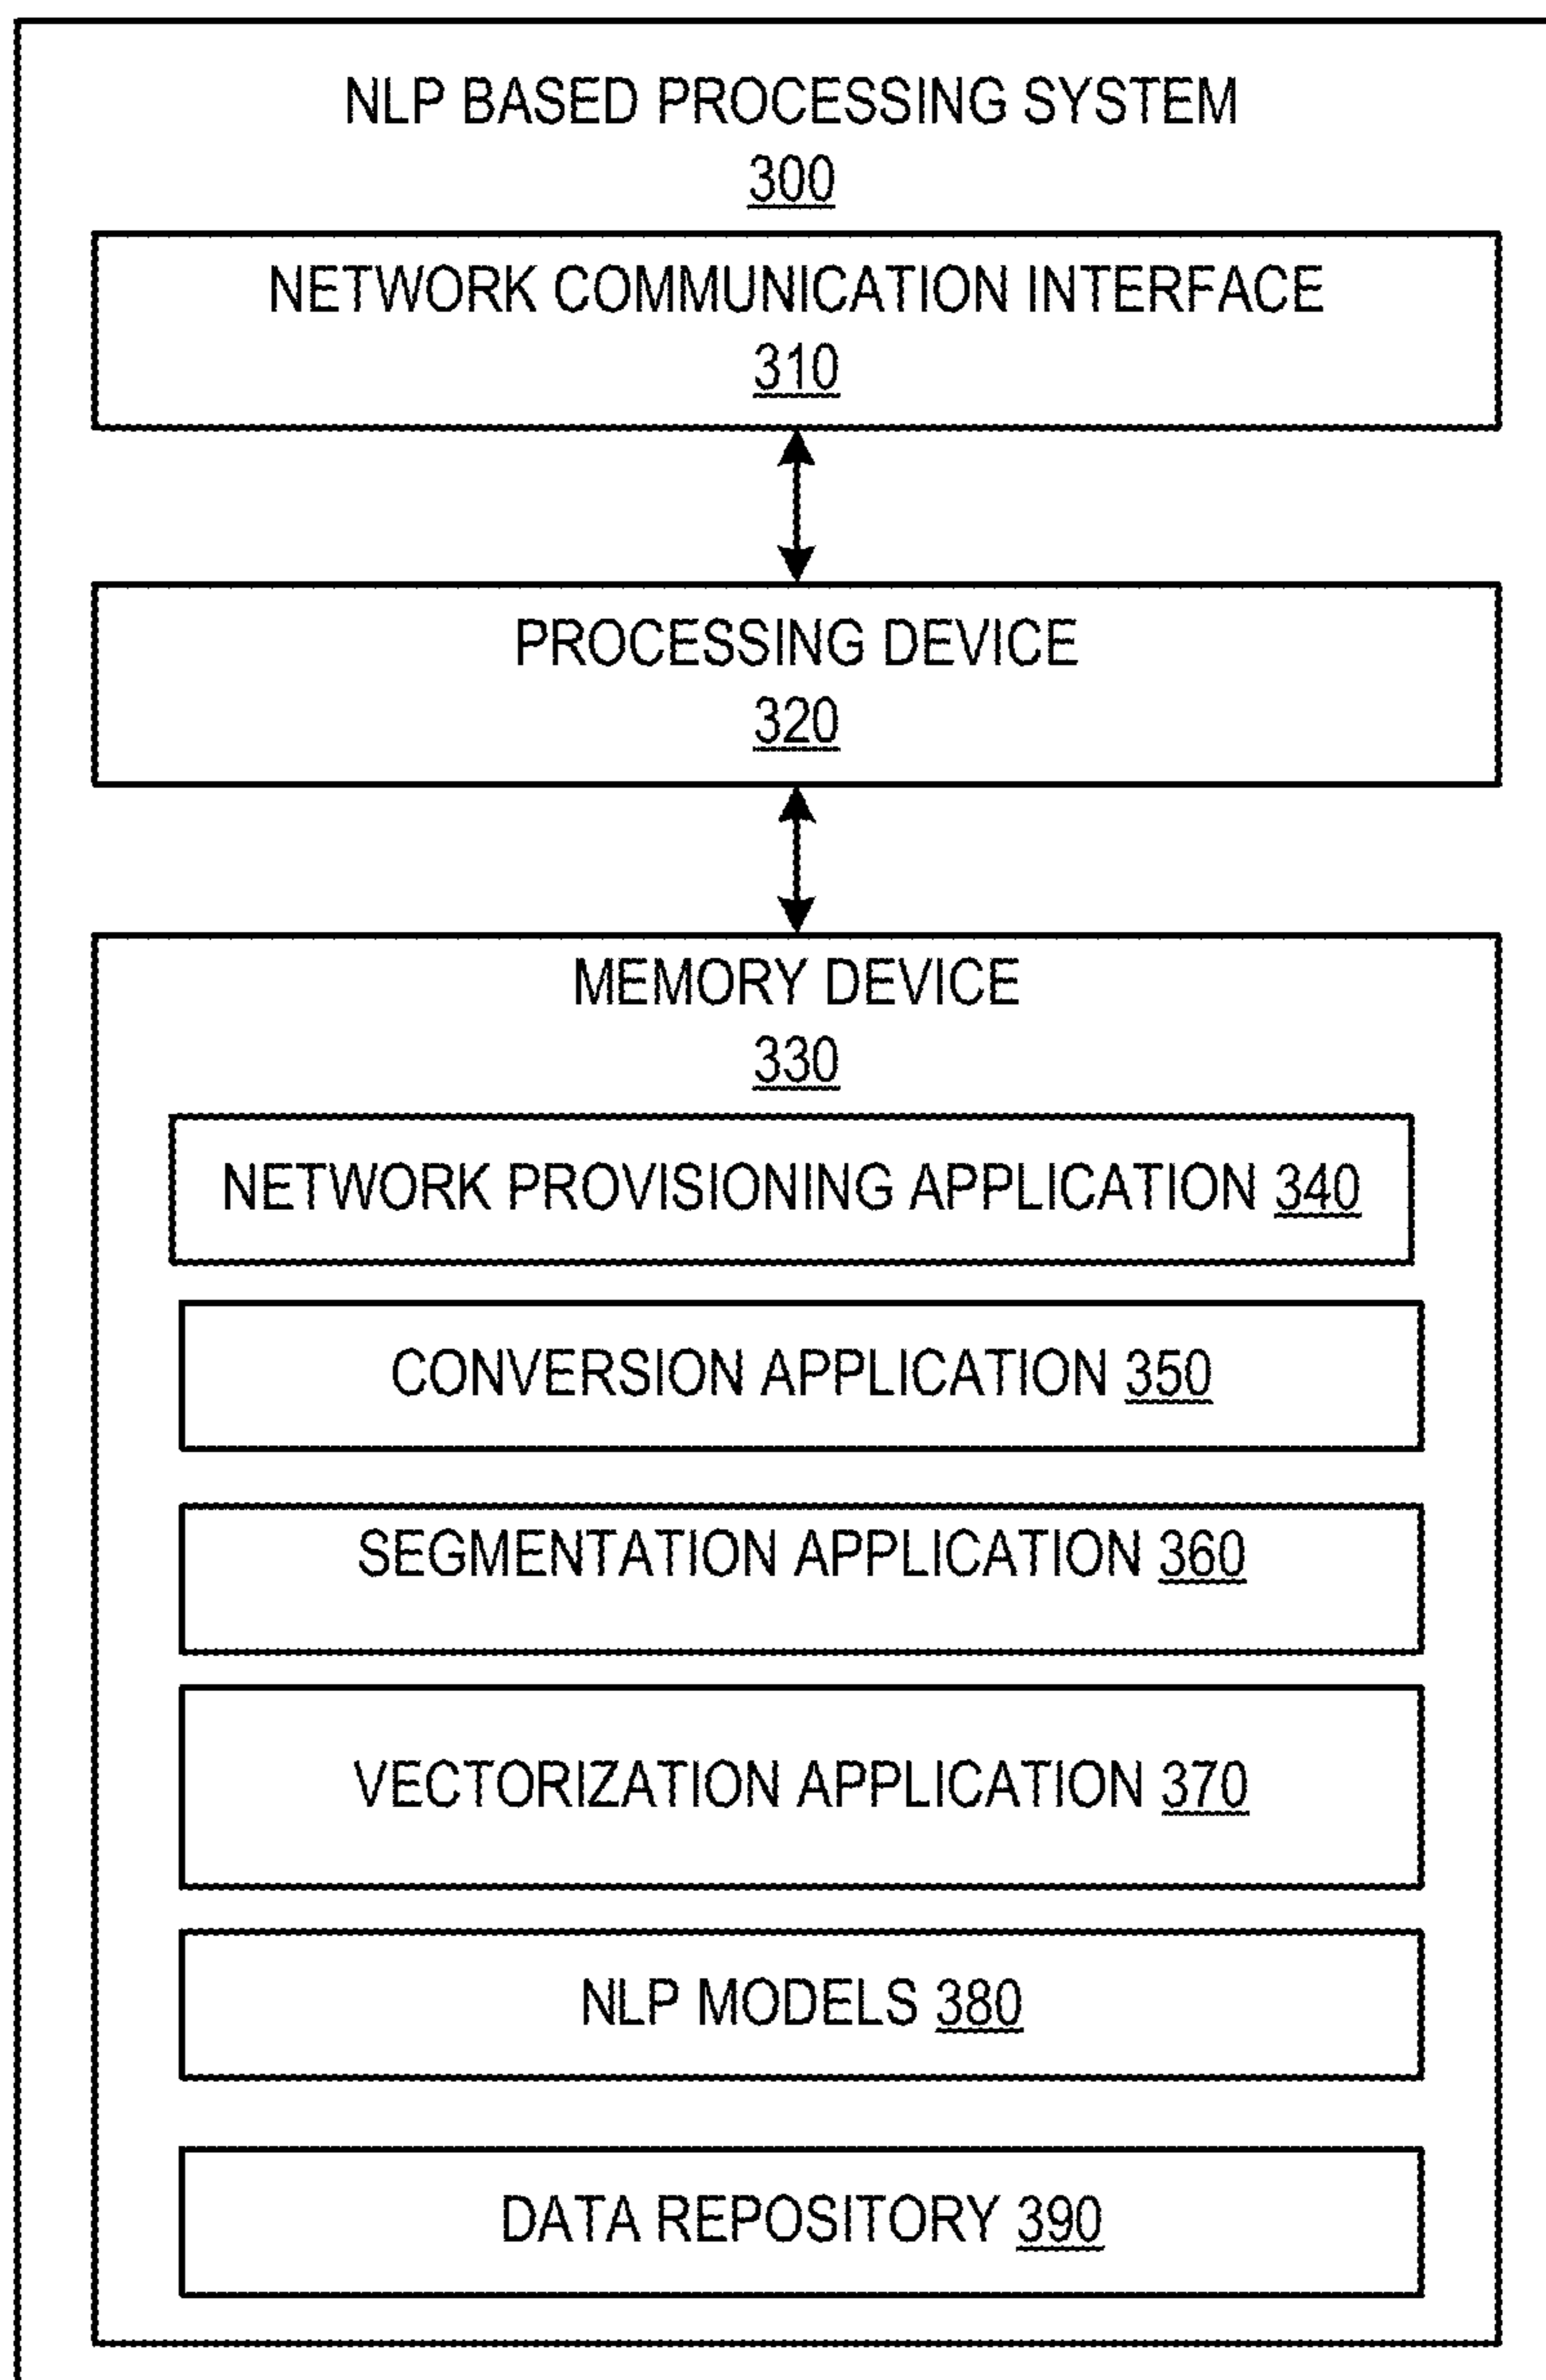 NLP BASED PROCESSING SYSTEM
300
NETWORK COMMUNICATION INTERFACE
310
PROCESSING DEVICE
320
MEMORY DEVICE
330
NETWORK PROVISIONING APPLICATION 340
CONVERSION APPLICATION 350
SEGMENTATION APPLICATION 360
VECTORIZATION APPLICATION 370
NLP MODELS 380
DATA REPOSITORY 390